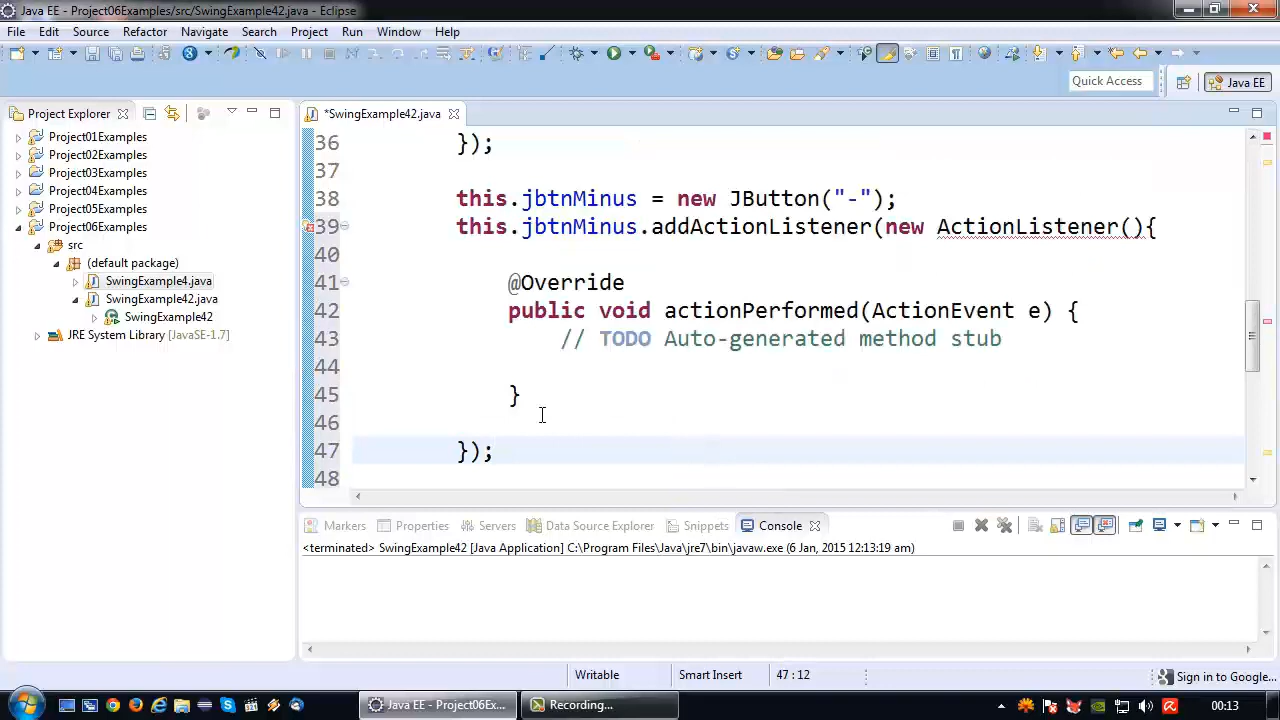 Java EE - Project06Examples/src/SwingExample42.java - Eclipse
File Edit Source Refactor Navigate Search Project Run Window Help
Quick Access
Java EE
Project Explorer
*SwingExample42.java
Project01Examples
Project02Examples
Project03Examples
Project04Examples
Project05Examples
Project06Examples
src
(default package)
SwingExample4.java
SwingExample42.java
SwingExample42
JRE System Library [JavaSE-1.7]
36 });
37
38 this.jbtnMinus = new JButton("-");
39 this.jbtnMinus.addActionListener(new ActionListener(){
40
41 @Override
42 public void actionPerformed(ActionEvent e) {
43 // TODO Auto-generated method stub
44
45 }
46
47 });
48
Markers Properties Servers Data Source Explorer Snippets Console
<terminated> SwingExample42 [Java Application] C:\Program Files\Java\jre7\bin\javaw.exe (6 Jan, 2015 12:13:19 am)
Writable Smart Insert 47 : 12 Sign in to Google...
Java EE - Project06Ex... Recording... 00:13